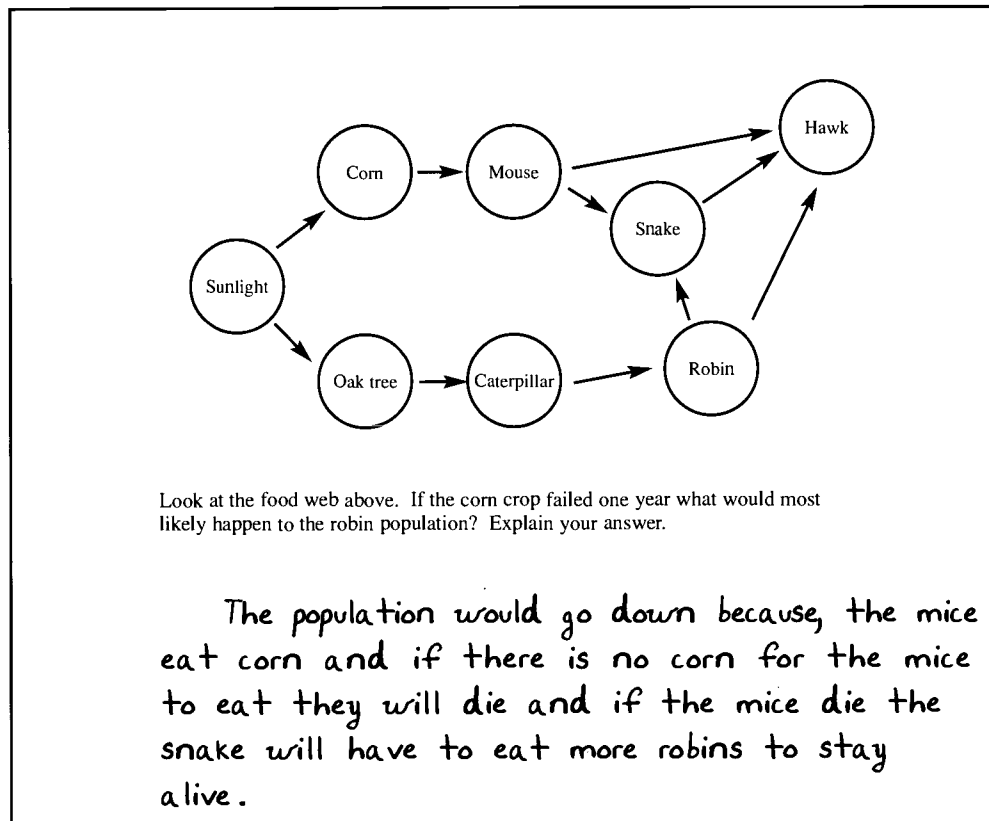 Hawk
Corn
Mouse
Snake
Sunlight
Oak tree
Caterpillar
Robin
Look at the food web above. If the corn crop failed one year what would most
likely happen to the robin population? Explain your answer.
The population would go down because, the mice
eat corn and if there is no corn for the mice
to eat they will die and if the mice die the
snake will have to eat more robins to stay
alive.